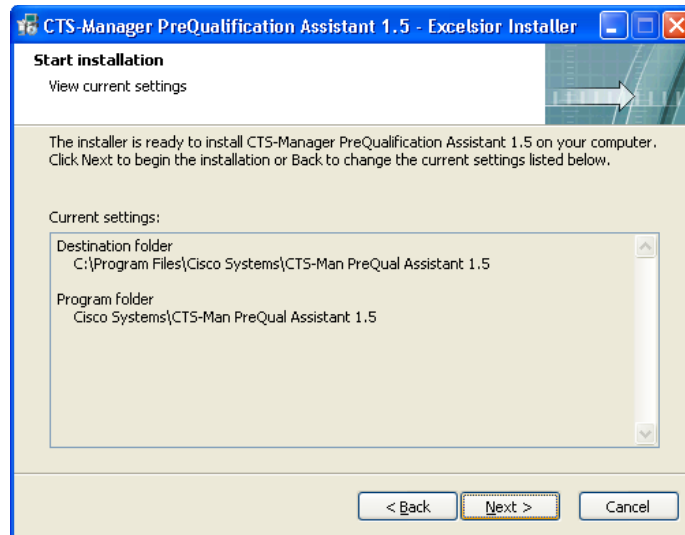 CTS-Manager PreQualification Assistant 1.5 - Excelsior Installer
Start installation
View current settings
The installer is ready to install CTS-Manager PreQualification Assistant 1.5 on your computer.
Click Next to begin the installation or Back to change the current settings listed below.
Current settings:
Destination folder
C:\Program Files\Cisco Systems\CTS-Man PreQual Assistant 1.5
Program folder
Cisco Systems\CTS-Man PreQual Assistant 1.5
< Back Next > Cancel